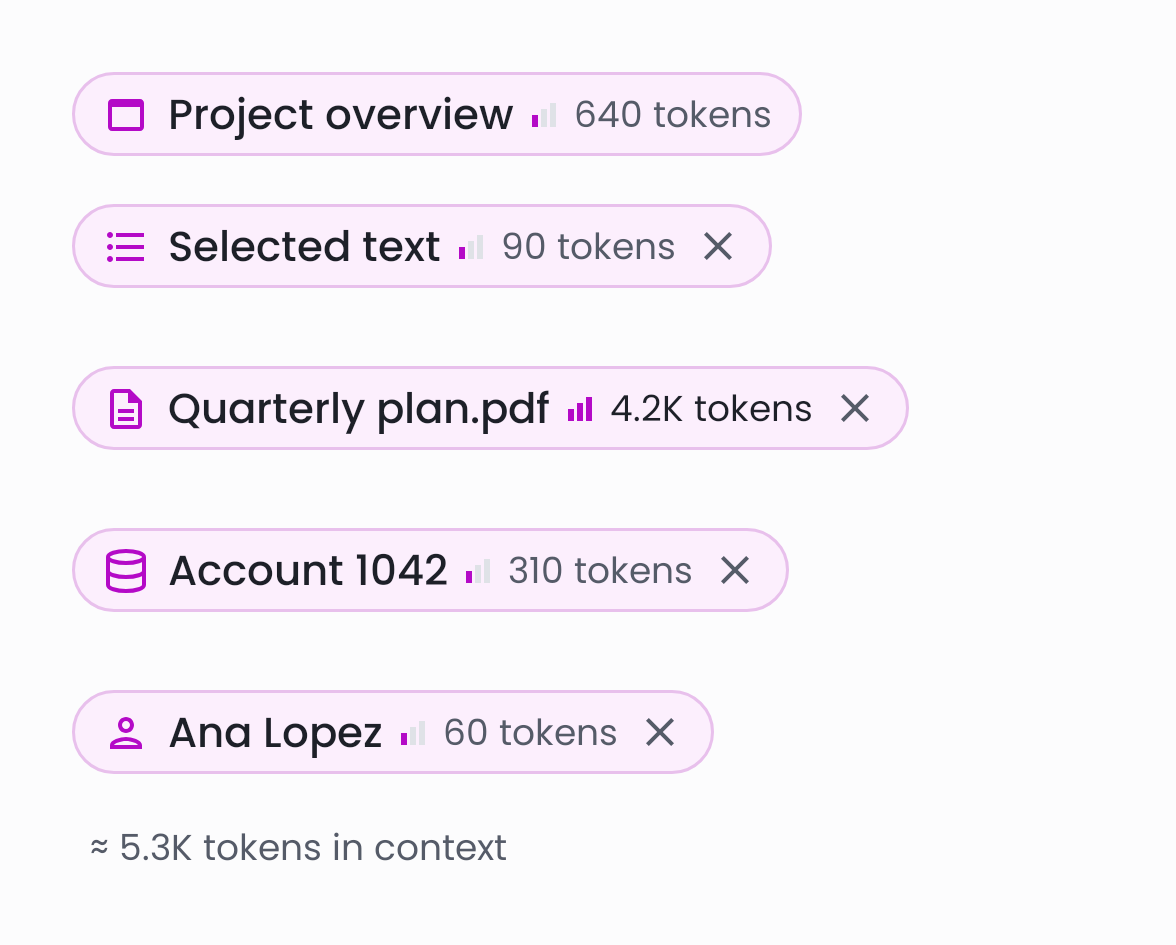 Project overview 640 tokens
Selected text 90 tokens
Quarterly plan.pdf 4.2K tokens
Account 1042 310 tokens
Ana Lopez 60 tokens
≈ 5.3K tokens in context